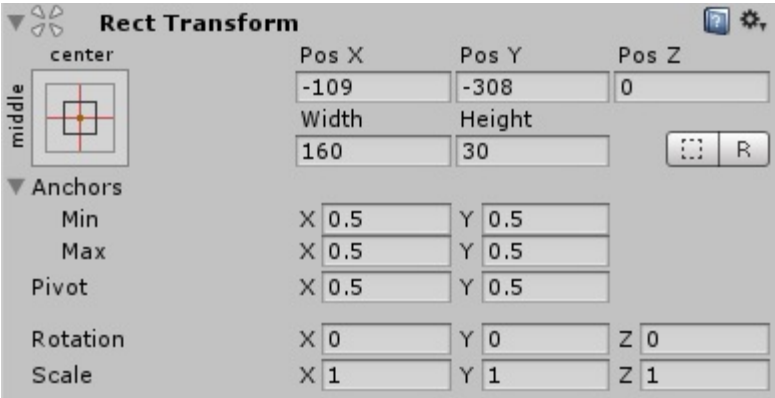 Rect Transform
center
Pos X Pos Y Pos Z
middle
-109 -308 0
Width Height
160 30 R
Anchors
Min X 0.5 Y 0.5
Max X 0.5 Y 0.5
Pivot X 0.5 Y 0.5
Rotation X 0 Y 0 Z 0
Scale X 1 Y 1 Z 1